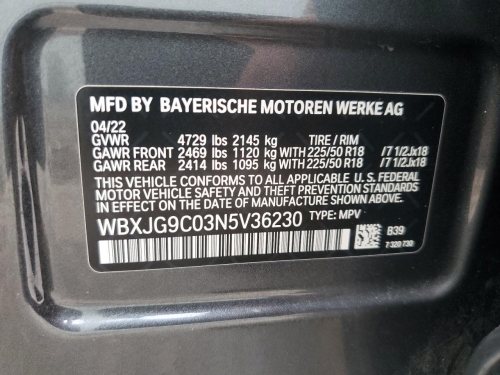 MFD BY BAYERISCHE MOTOREN WERKE AG
04/22
GVWR 4729 lbs 2145 kg TIRE / RIM
GAWR FRONT 2469 lbs 1120 kg WITH 225/50 R18 /7 1/2Jx18
GAWR REAR 2414 lbs 1095 kg WITH 225/50 R18 /7 1/2Jx18
THIS VEHICLE CONFORMS TO ALL APPLICABLE U. S. FEDERAL
MOTOR VEHICLE SAFETY AND THEFT PREVENTION STANDARDS
IN EFFECT ON THE DATE OF MANUFACTURE SHOWN ABOVE.
WBXJG9C03N5V36230 TYPE: MPV
B39
7 320 730